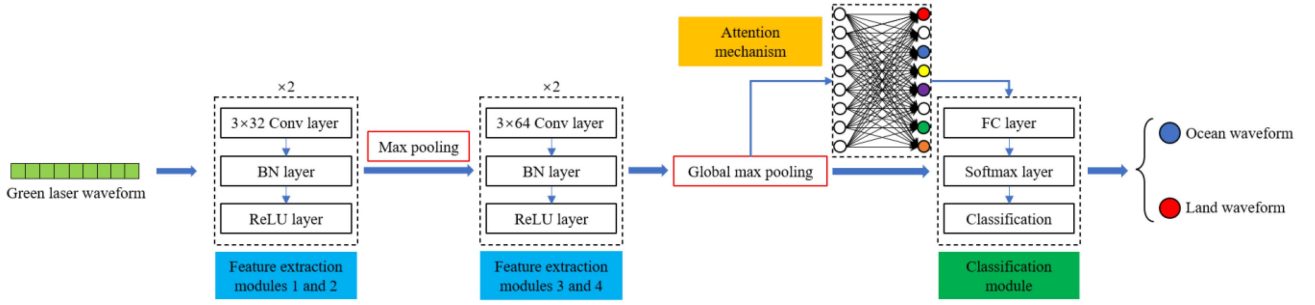 Green laser waveform
×2
3×32 Conv layer
BN layer
ReLU layer
Feature extraction
modules 1 and 2
Max pooling
×2
3×64 Conv layer
BN layer
ReLU layer
Feature extraction
modules 3 and 4
Global max pooling
Attention
mechanism
FC layer
Softmax layer
Classification
Classification
module
Ocean waveform
Land waveform